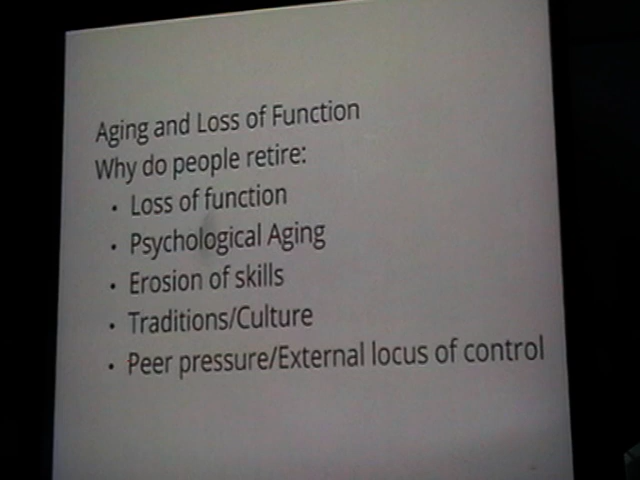 Aging and Loss of Function
Why do people retire:
• Loss of function
• Psychological Aging
• Erosion of skills
• Traditions/Culture
• Peer pressure/External locus of control